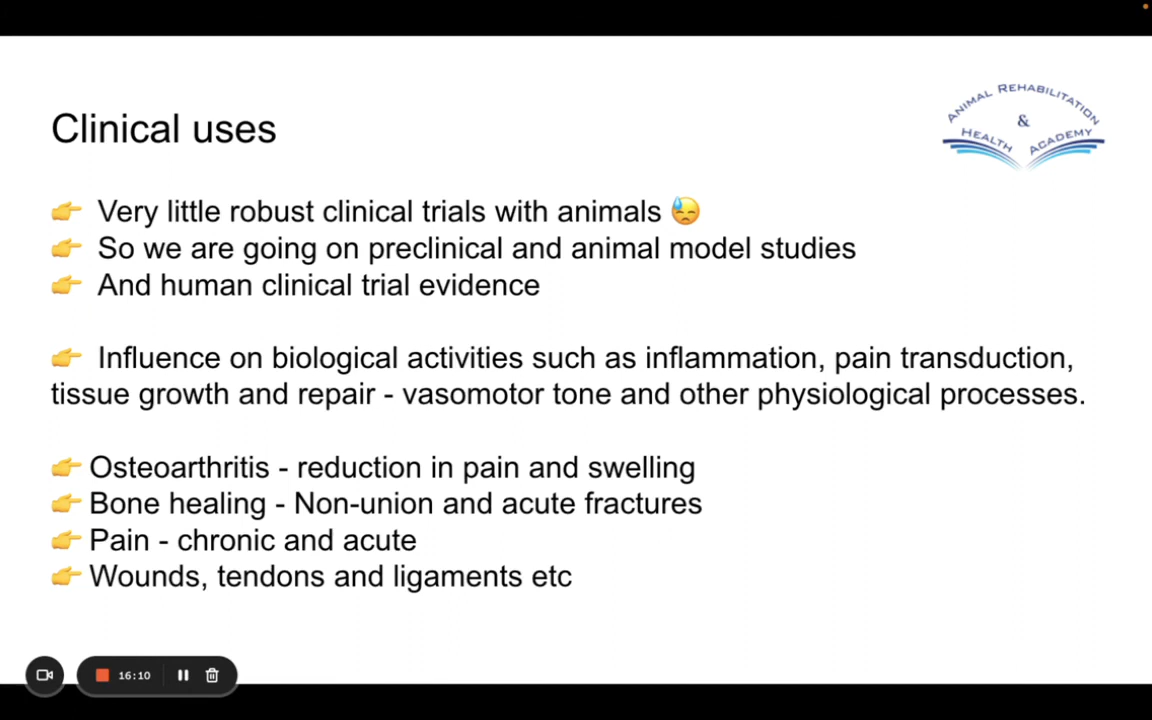 ANIMAL REHABILITATION
&
HEALTH ACADEMY
Clinical uses
👉 Very little robust clinical trials with animals 😓
👉 So we are going on preclinical and animal model studies
👉 And human clinical trial evidence
👉 Influence on biological activities such as inflammation, pain transduction,
tissue growth and repair - vasomotor tone and other physiological processes.
👉 Osteoarthritis - reduction in pain and swelling
👉 Bone healing - Non-union and acute fractures
👉 Pain - chronic and acute
👉 Wounds, tendons and ligaments etc
16:10